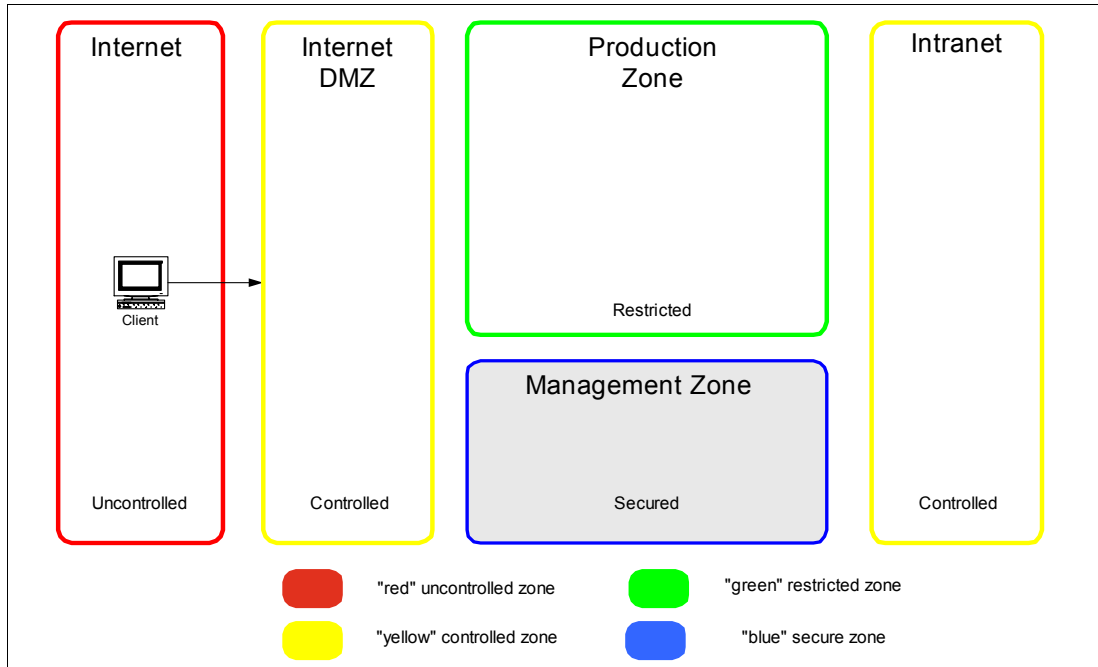 Internet
Internet
DMZ
Production
Zone
Intranet
Client
Restricted
Management Zone
Uncontrolled
Controlled
Secured
Controlled
"red" uncontrolled zone
"green" restricted zone
"yellow" controlled zone
"blue" secure zone